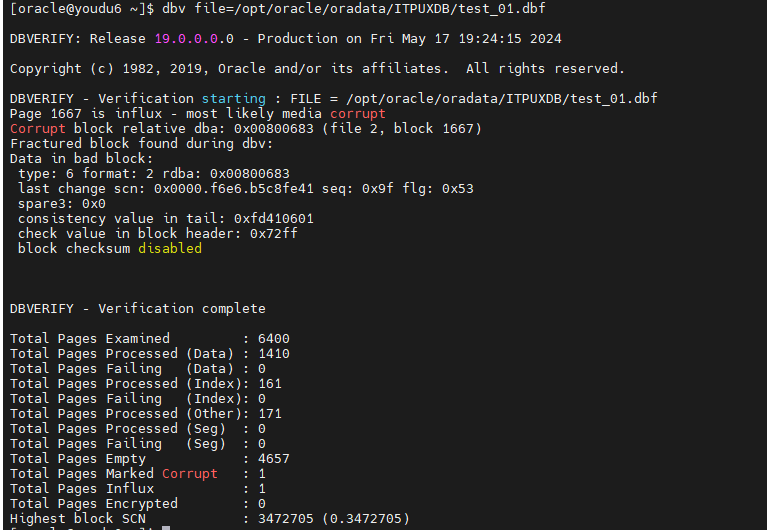 [oracle@youdu6 ~]$ dbv file=/opt/oracle/oradata/ITPUXDB/test_01.dbf
DBVERIFY: Release 19.0.0.0.0 - Production on Fri May 17 19:24:15 2024
Copyright (c) 1982, 2019, Oracle and/or its affiliates.  All rights reserved.
DBVERIFY - Verification starting : FILE = /opt/oracle/oradata/ITPUXDB/test_01.dbf
Page 1667 is influx - most likely media corrupt
Corrupt block relative dba: 0x00800683 (file 2, block 1667)
Fractured block found during dbv:
Data in bad block:
 type: 6 format: 2 rdba: 0x00800683
 last change scn: 0x0000.f6e6.b5c8fe41 seq: 0x9f flg: 0x53
 spare3: 0x0
 consistency value in tail: 0xfd410601
 check value in block header: 0x72ff
 block checksum disabled
DBVERIFY - Verification complete
Total Pages Examined         : 6400
Total Pages Processed (Data) : 1410
Total Pages Failing   (Data) : 0
Total Pages Processed (Index): 161
Total Pages Failing   (Index): 0
Total Pages Processed (Other): 171
Total Pages Processed (Seg)  : 0
Total Pages Failing   (Seg)  : 0
Total Pages Empty            : 4657
Total Pages Marked Corrupt   : 1
Total Pages Influx           : 1
Total Pages Encrypted        : 0
Highest block SCN            : 3472705 (0.3472705)